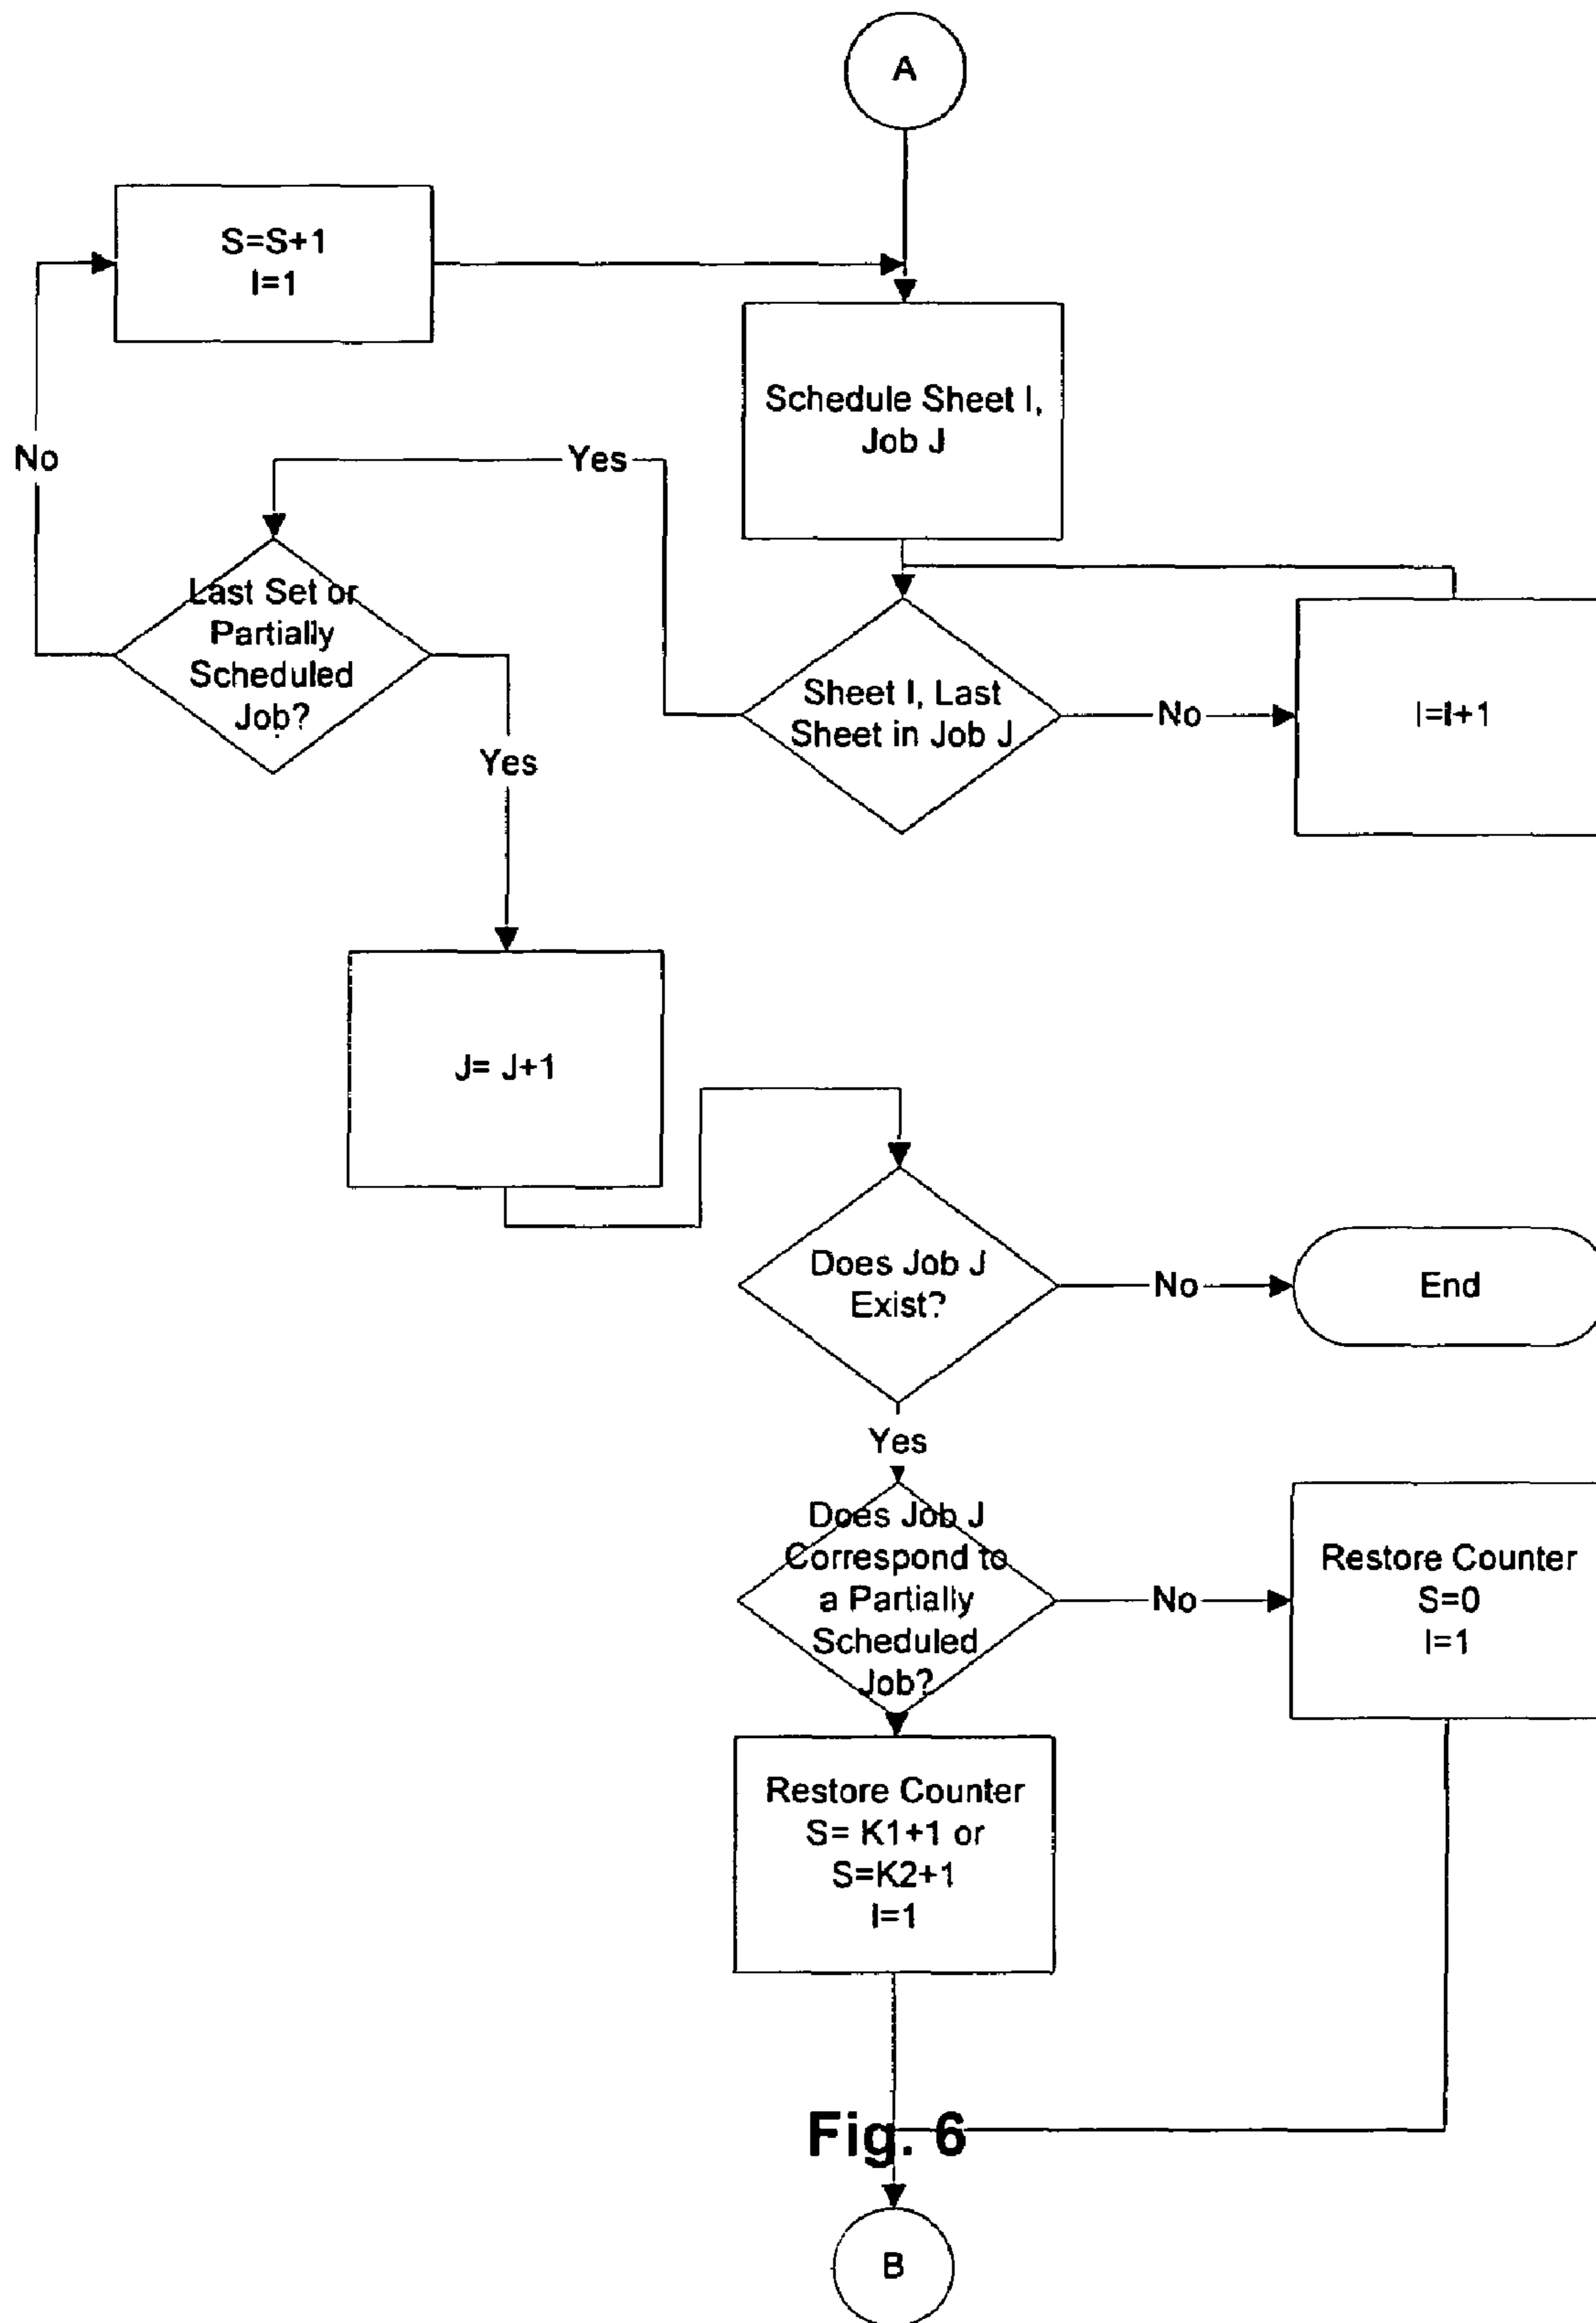 A
S=S+1
I=1
Schedule Sheet I,
Job J
No
Yes
Last Set or
Partially
Scheduled
Job?
Sheet I, Last
Sheet in Job J
No
I=I+1
Yes
J= J+1
Does Job J
Exist?
No
End
Yes
Does Job J
Correspond to
a Partially
Scheduled
Job?
No
Restore Counter
S=0
I=1
Restore Counter
S= K1+1 or
S=K2+1
I=1
Fig. 6
B